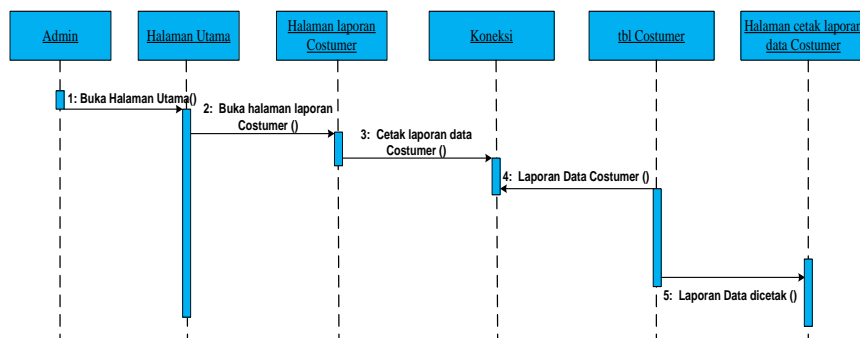 Admin
Halaman Utama
Halaman laporan
Costumer
Koneksi
tbl Costumer
Halaman cetak laporan
data Costumer
1: Buka Halaman Utama()
2: Buka halaman laporan
Costumer ()
3: Cetak laporan data
Costumer ()
4: Laporan Data Costumer ()
5: Laporan Data dicetak ()